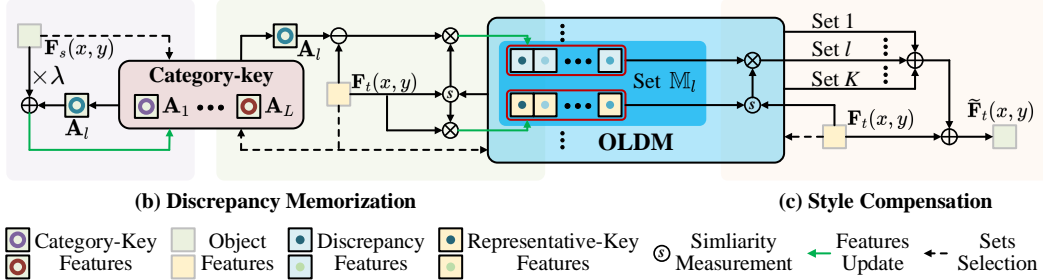 F_s(x, y)
×λ
A_l
Category-key
A_1 ••• A_L
A_l
F_t(x, y)
Set 𝕄_l
OLDM
Set 1
Set l
Set K
F_t(x, y)
F̃_t(x, y)
(b) Discrepancy Memorization
(c) Style Compensation
Category-Key Features
Object Features
Discrepancy Features
Representative-Key Features
s Simliarity Measurement
Features Update
Sets Selection